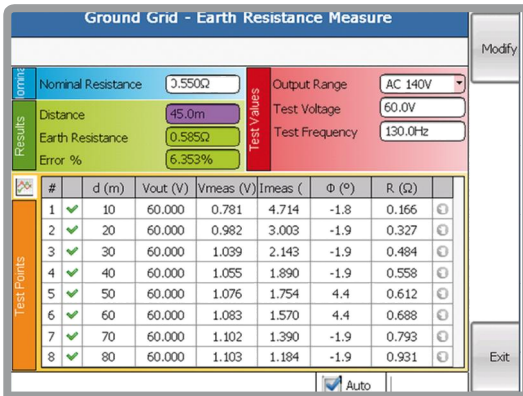 Ground Grid - Earth Resistance Measure
Modify
Nominal Resistance 0.550Ω
Results
Distance 45.0m
Earth Resistance 0.585Ω
Error % 6.353%
Test Values
Output Range AC 140V
Test Voltage 60.0V
Test Frequency 130.0Hz
Test Points
# d (m) Vout (V) Vmeas (V) Imeas ( Φ (º) R (Ω)
1 10 60.000 0.781 4.714 -1.8 0.166
2 20 60.000 0.982 3.003 -1.9 0.327
3 30 60.000 1.039 2.143 -1.9 0.484
4 40 60.000 1.055 1.890 -1.9 0.558
5 50 60.000 1.076 1.754 4.4 0.612
6 60 60.000 1.083 1.570 4.4 0.688
7 70 60.000 1.102 1.390 -1.9 0.793
8 80 60.000 1.103 1.184 -1.9 0.931
Auto
Exit